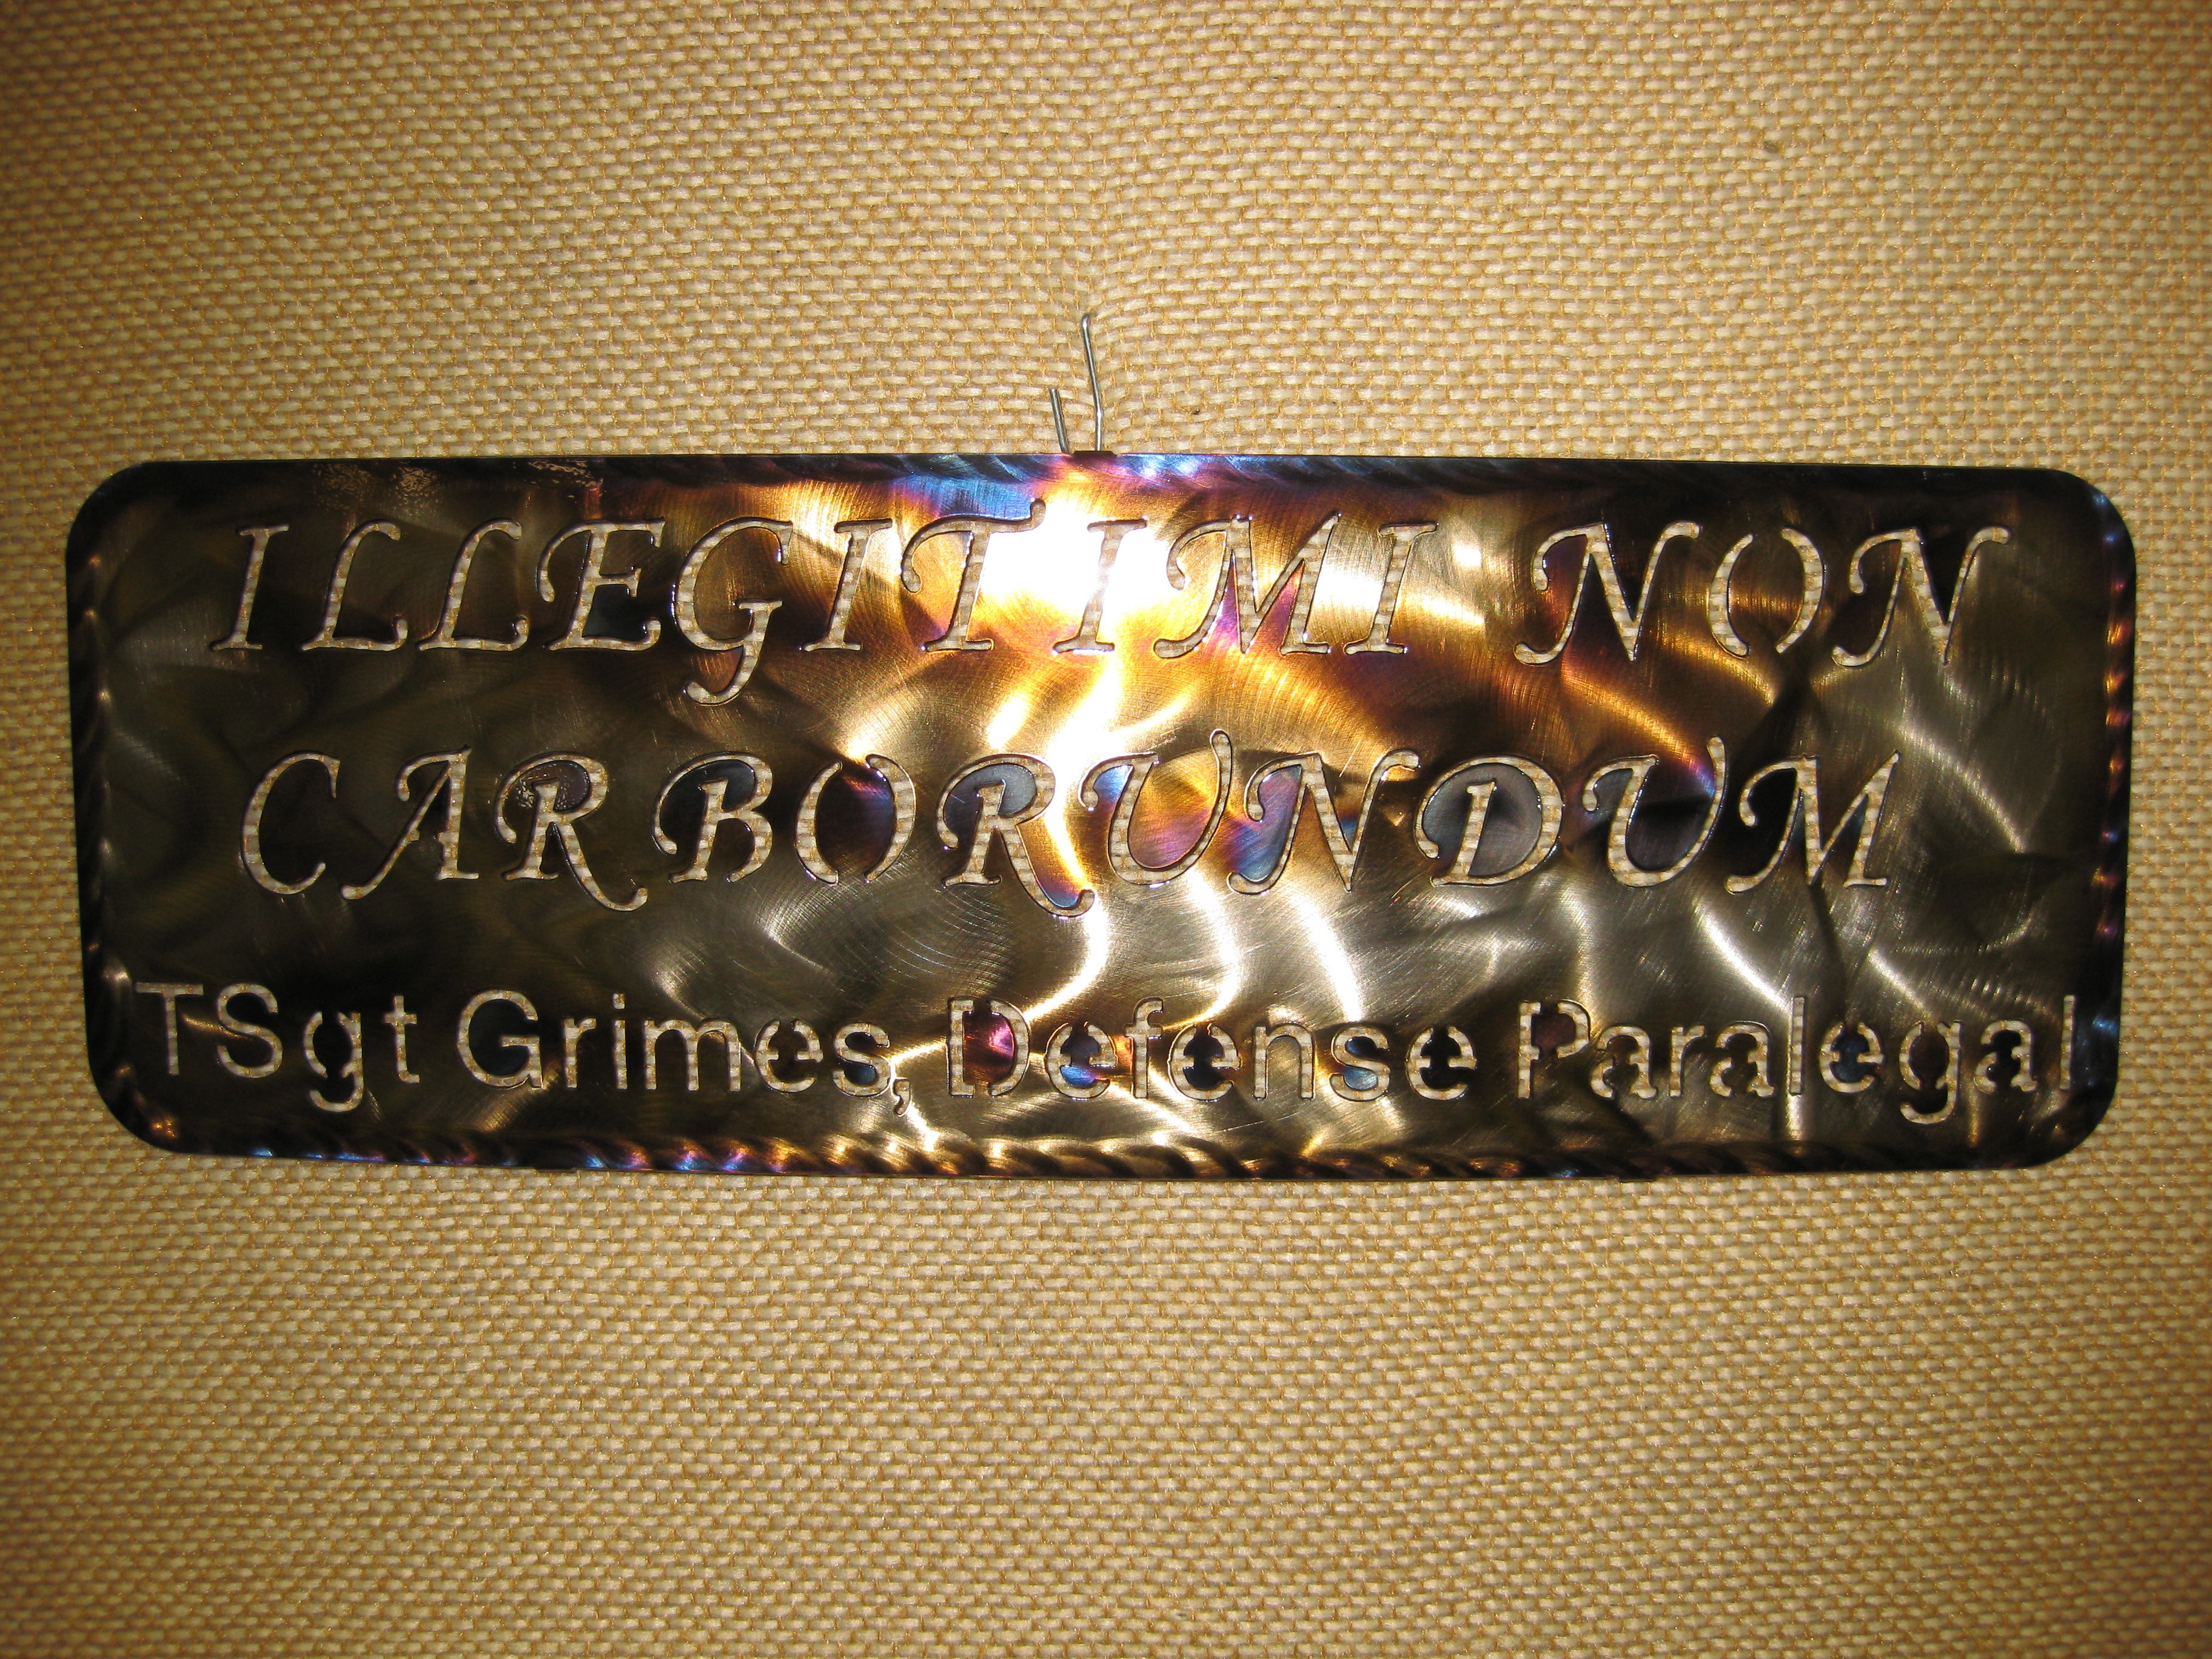 ILLEGITIMI NON
CARBORUNDUM
TSgt Grimes, Defense Paralegal